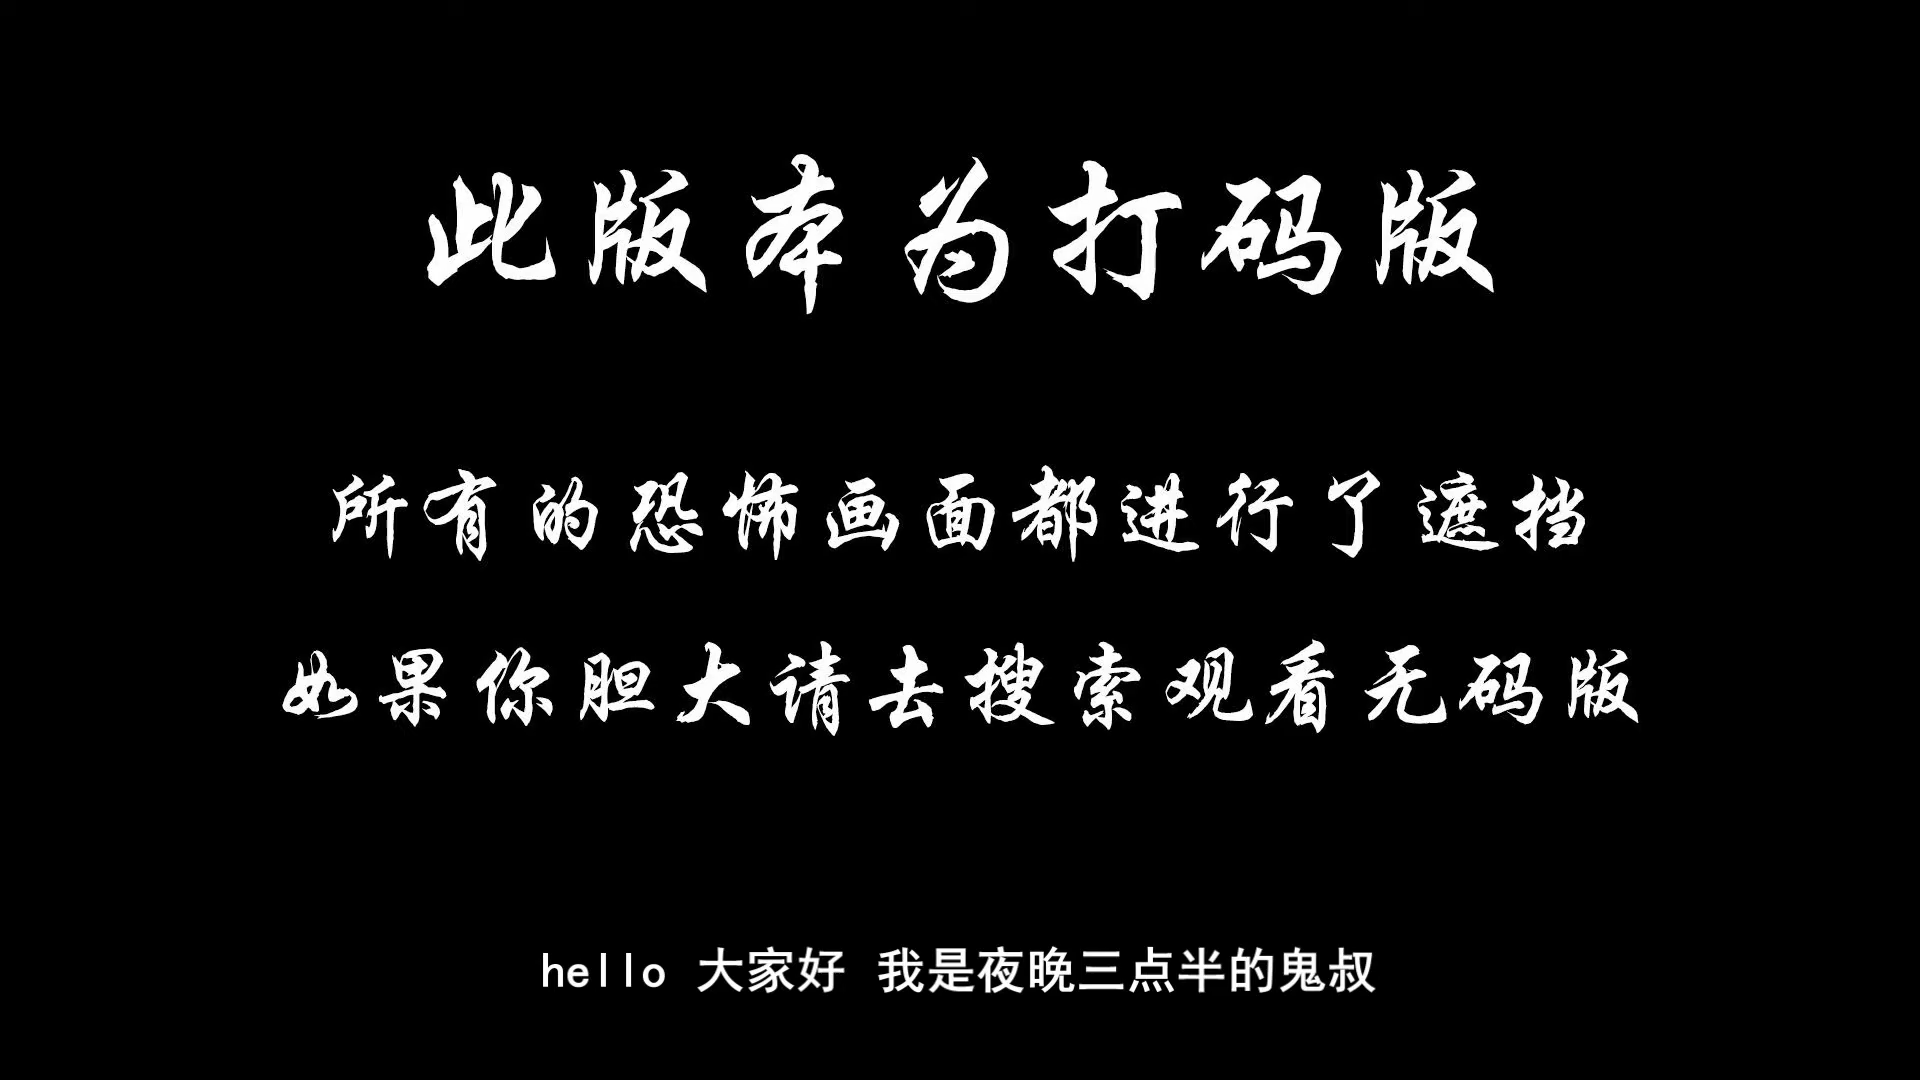 此版本为打码版
所有的恐怖画面都进行了遮挡
如果你胆大请去搜索观看无码版
hello 大家好 我是夜晚三点半的鬼叔